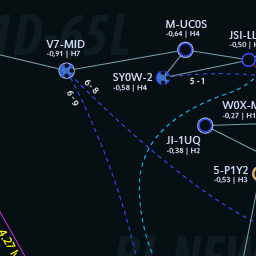 M-UC0S
-0,64 | H4
V7-MID
-0,91 | H7
JSI-LL
-0,50 |
SY0W-2
-0,58 | H4
5 - 1
6 - 8
6 - 9
W0X-M
-0,27 | H1
JI-1UQ
-0,38 | H2
5-P1Y2
-0,53 | H3
4.27 l